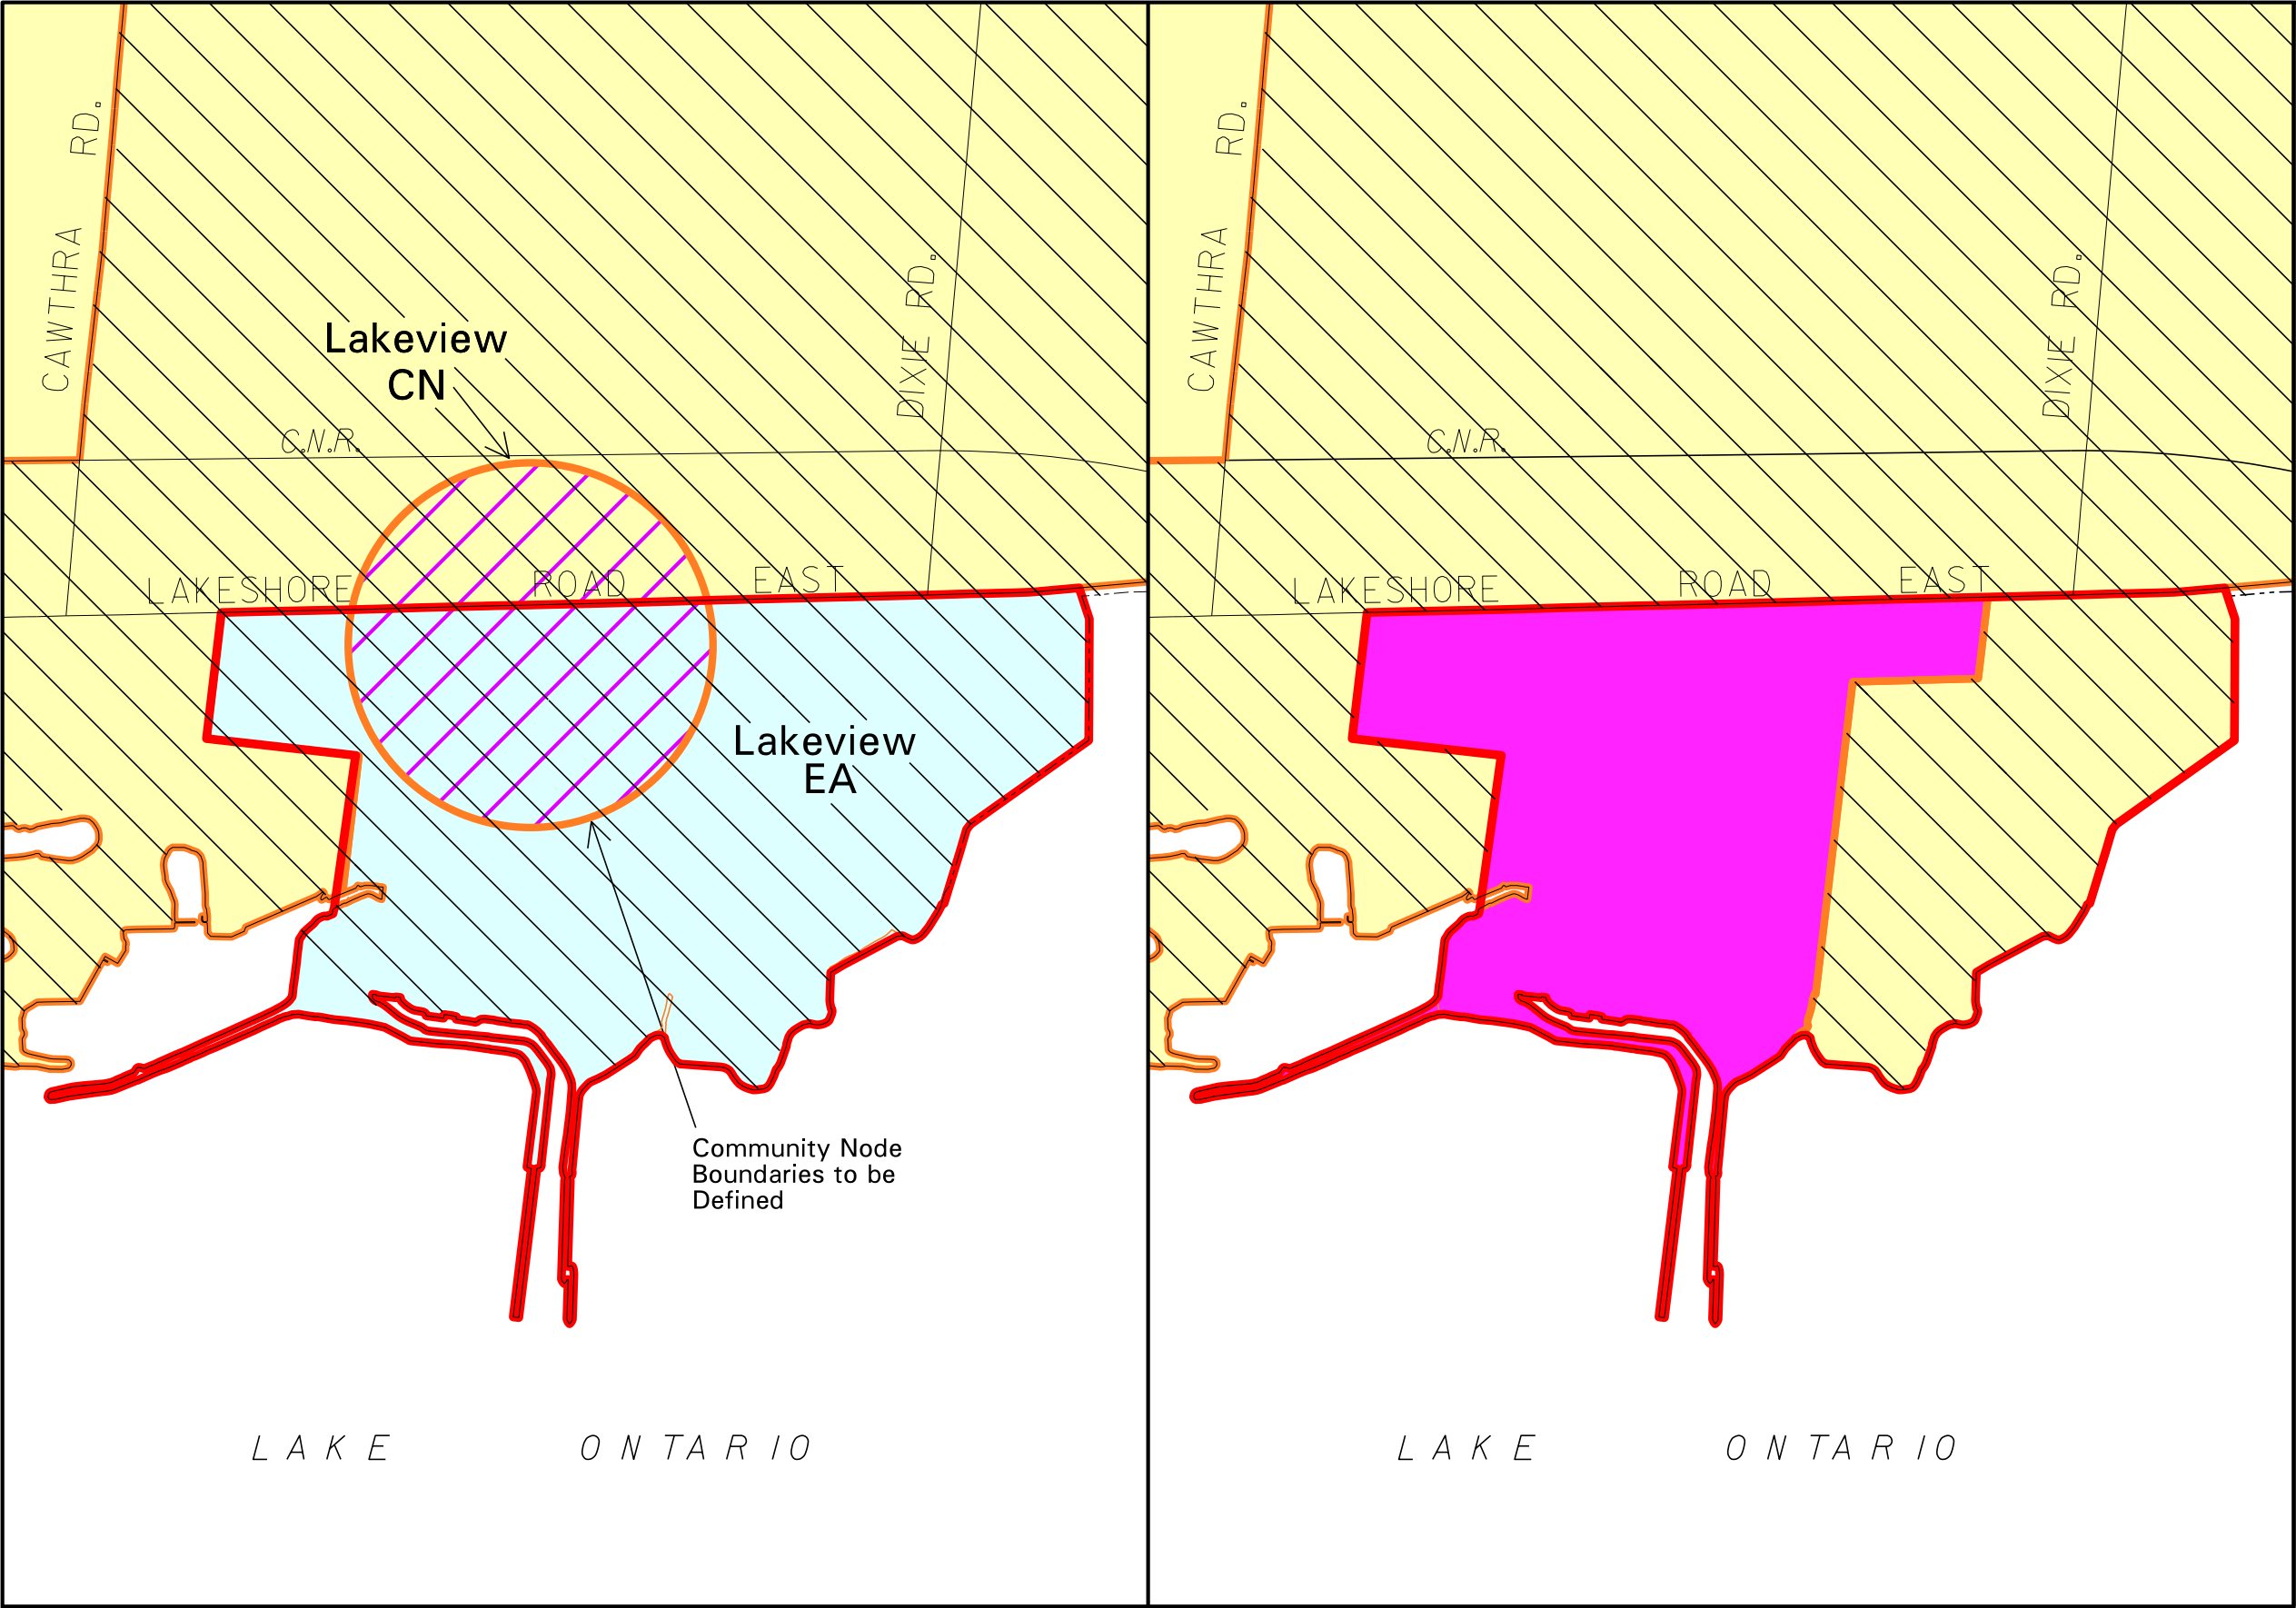 CAWTHRA RD.
DIXIE RD.
Lakeview
CN
C.N.R.
LAKESHORE ROAD EAST
Lakeview
EA
Community Node
Boundaries to be
Defined
LAKE ONTARIO
CAWTHRA RD.
DIXIE RD.
C.N.R.
LAKESHORE ROAD EAST
LAKE ONTARIO